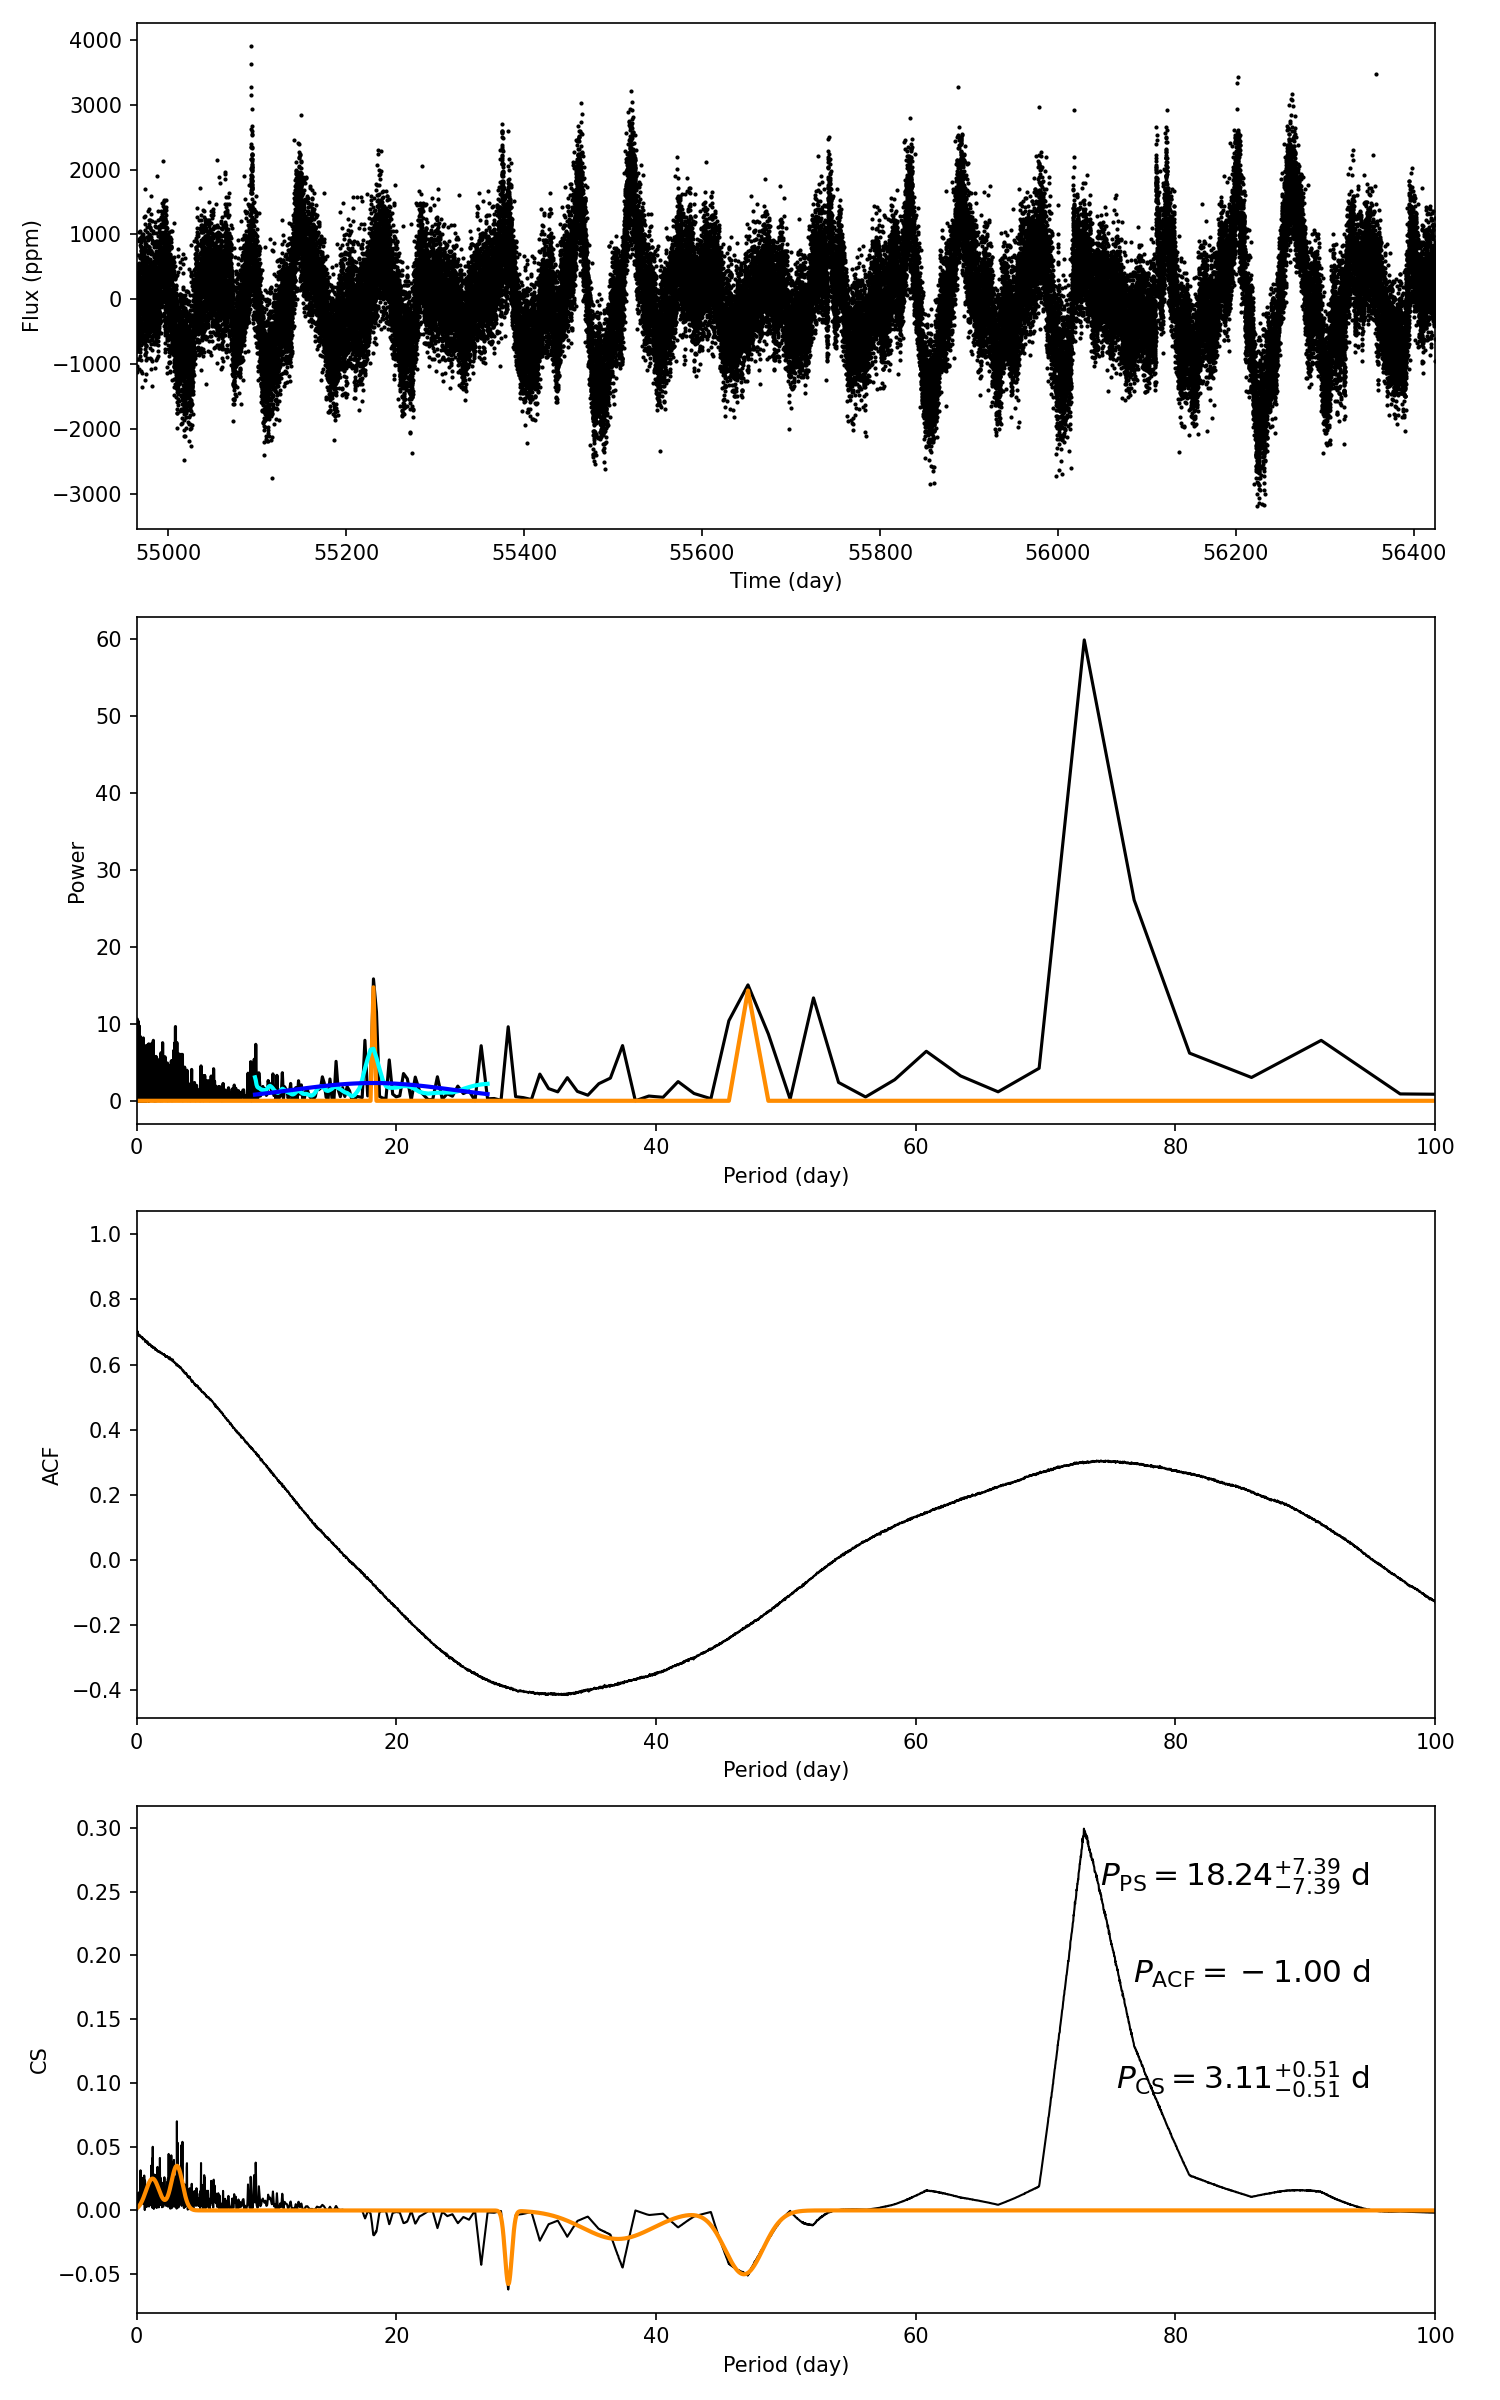 4000
3000
2000
1000
0
−1000
−2000
−3000
Flux (ppm)
55000 55200 55400 55600 55800 56000 56200 56400
Time (day)
60
50
40
30
20
10
0
Power
0 20 40 60 80 100
Period (day)
1.0
0.8
0.6
0.4
0.2
0.0
−0.2
−0.4
ACF
0 20 40 60 80 100
Period (day)
0.30
0.25
0.20
0.15
0.10
0.05
0.00
−0.05
CS
P_PS = 18.24^{+7.39}_{−7.39} d
P_ACF = −1.00 d
P_CS = 3.11^{+0.51}_{−0.51} d
0 20 40 60 80 100
Period (day)